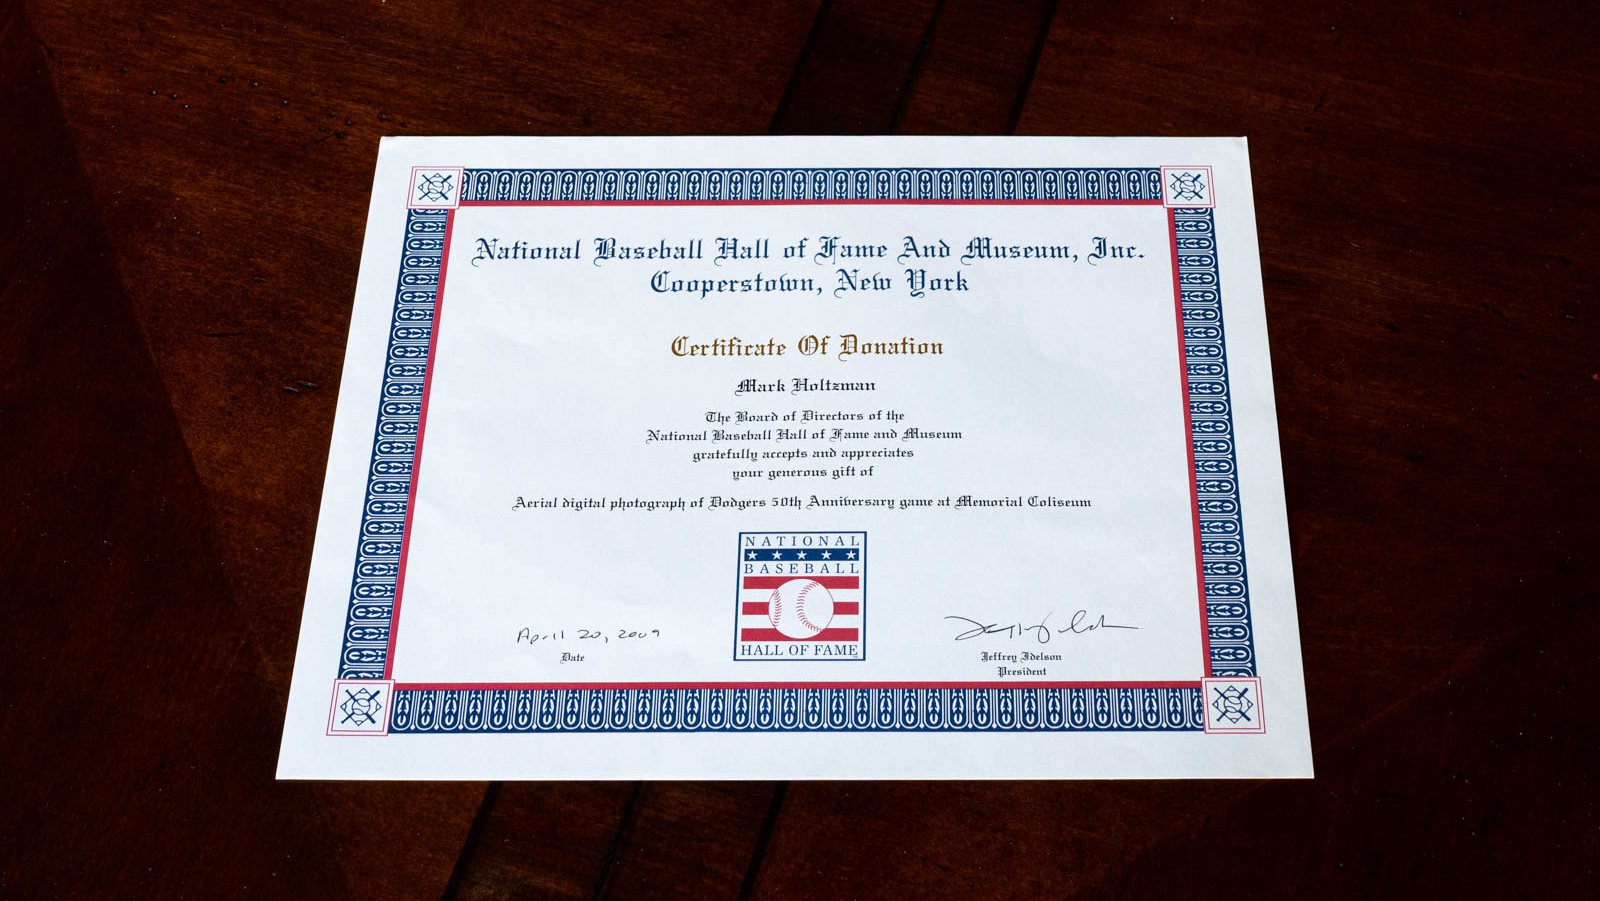 National Baseball Hall of Fame And Museum, Inc.
Cooperstown, New York
Certificate Of Donation
Mark Holtzman
The Board of Directors of the
National Baseball Hall of Fame and Museum
gratefully accepts and appreciates
your generous gift of
Aerial digital photograph of Dodgers 50th Anniversary game at Memorial Coliseum
NATIONAL
BASEBALL
HALL OF FAME
April 20, 2009
Date
Jeffrey Idelson
President